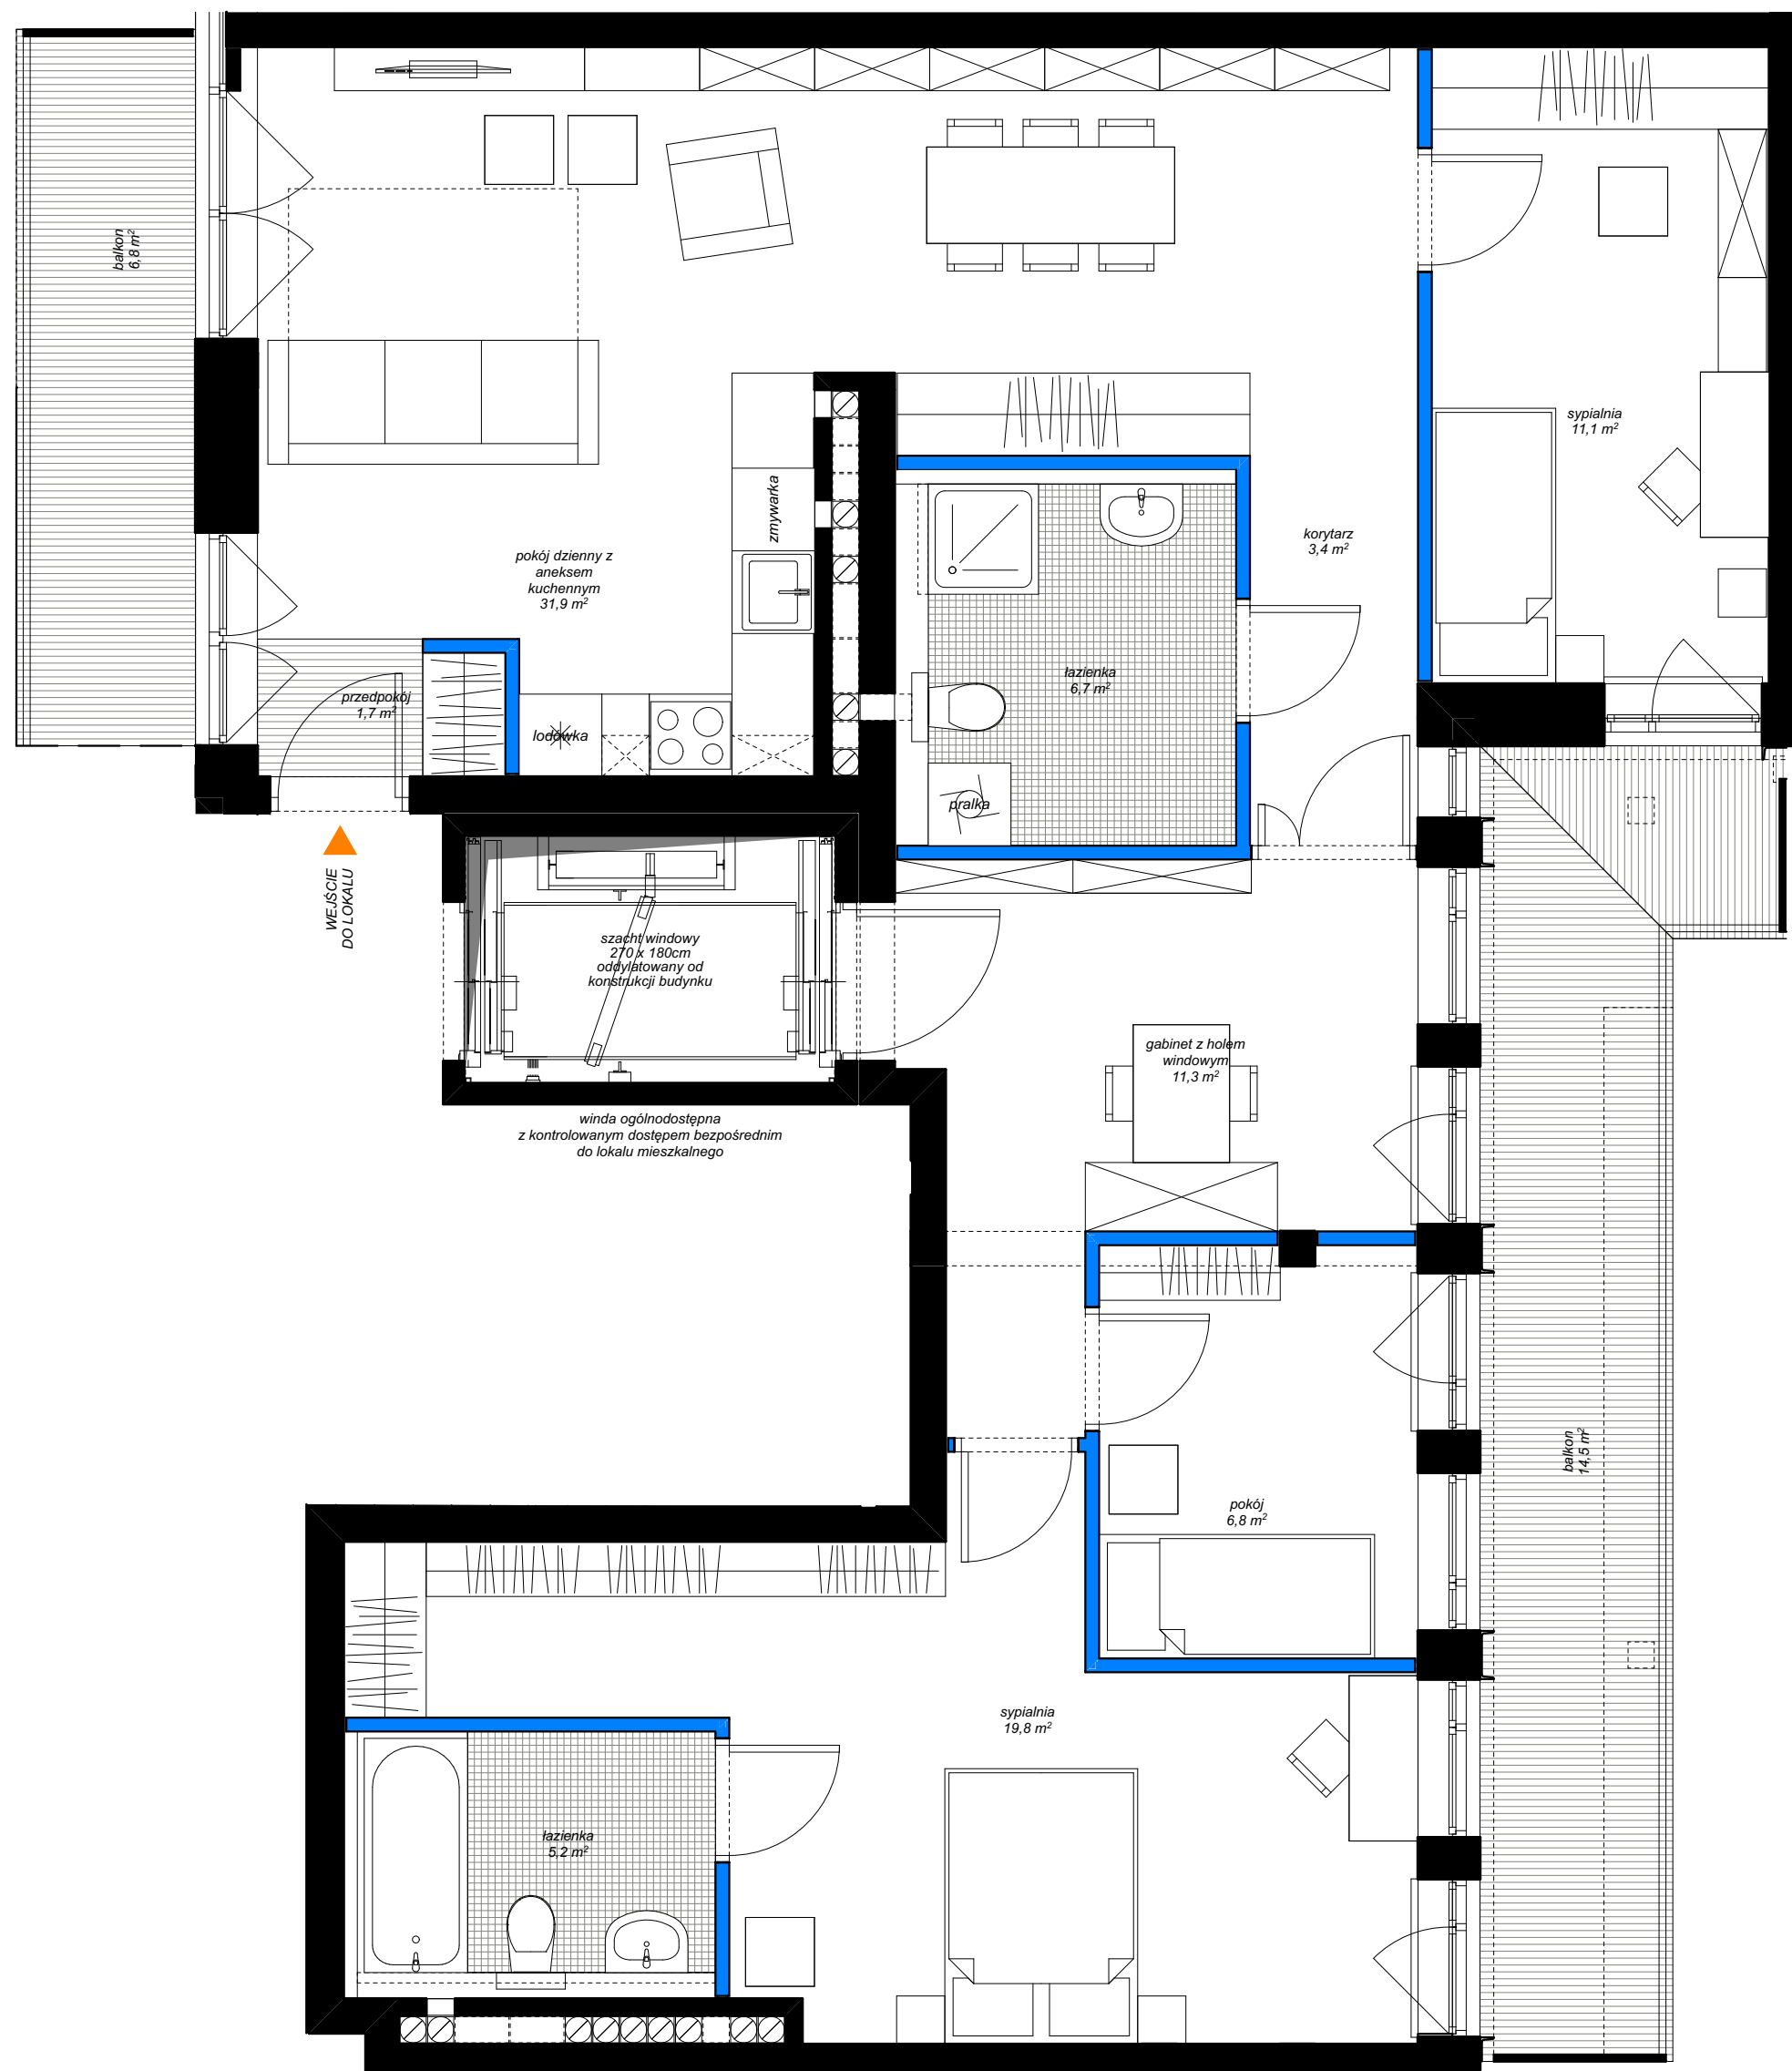 balkon
6,8 m²
pokój dzienny z
aneksem
kuchennym
31,9 m²
zmywarka
przedpokój
1,7 m²
lodówka
WEJŚCIE
DO LOKALU
łazienka
6,7 m²
pralka
korytarz
3,4 m²
sypialnia
11,1 m²
szacht windowy
270 x 180cm
oddylatowany od
konstrukcji budynku
winda ogólnodostępna
z kontrolowanym dostępem bezpośrednim
do lokalu mieszkalnego
gabinet z holem
windowym
11,3 m²
balkon
14,5 m²
pokój
6,8 m²
sypialnia
19,8 m²
łazienka
5,2 m²